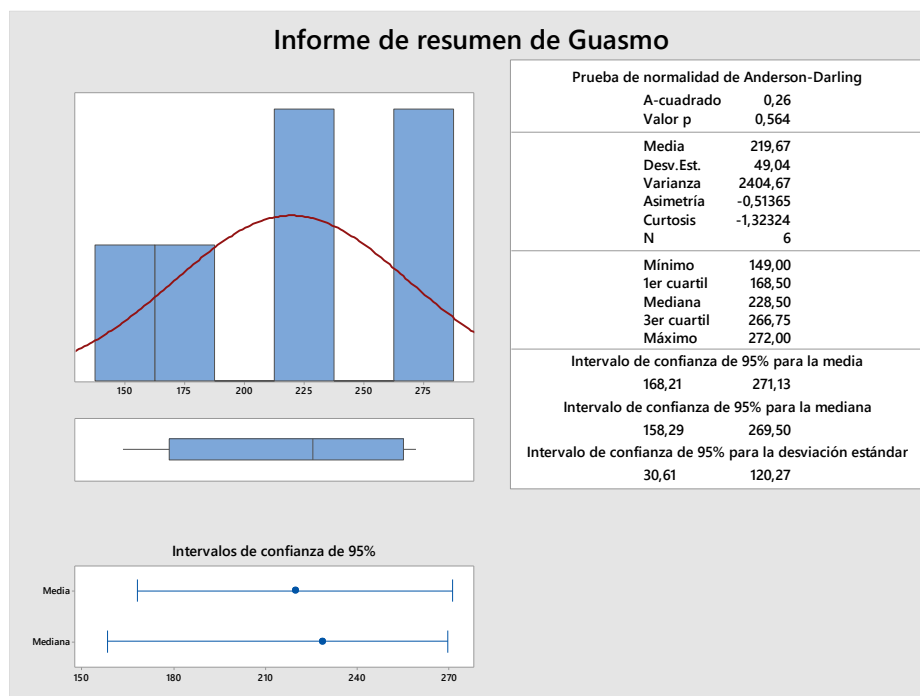 Informe de resumen de Guasmo
150 175 200 225 250 275
Prueba de normalidad de Anderson-Darling
A-cuadrado 0,26
Valor p 0,564
Media 219,67
Desv.Est. 49,04
Varianza 2404,67
Asimetría -0,51365
Curtosis -1,32324
N 6
Mínimo 149,00
1er cuartil 168,50
Mediana 228,50
3er cuartil 266,75
Máximo 272,00
Intervalo de confianza de 95% para la media
168,21 271,13
Intervalo de confianza de 95% para la mediana
158,29 269,50
Intervalo de confianza de 95% para la desviación estándar
30,61 120,27
Intervalos de confianza de 95%
Media
Mediana
150 180 210 240 270